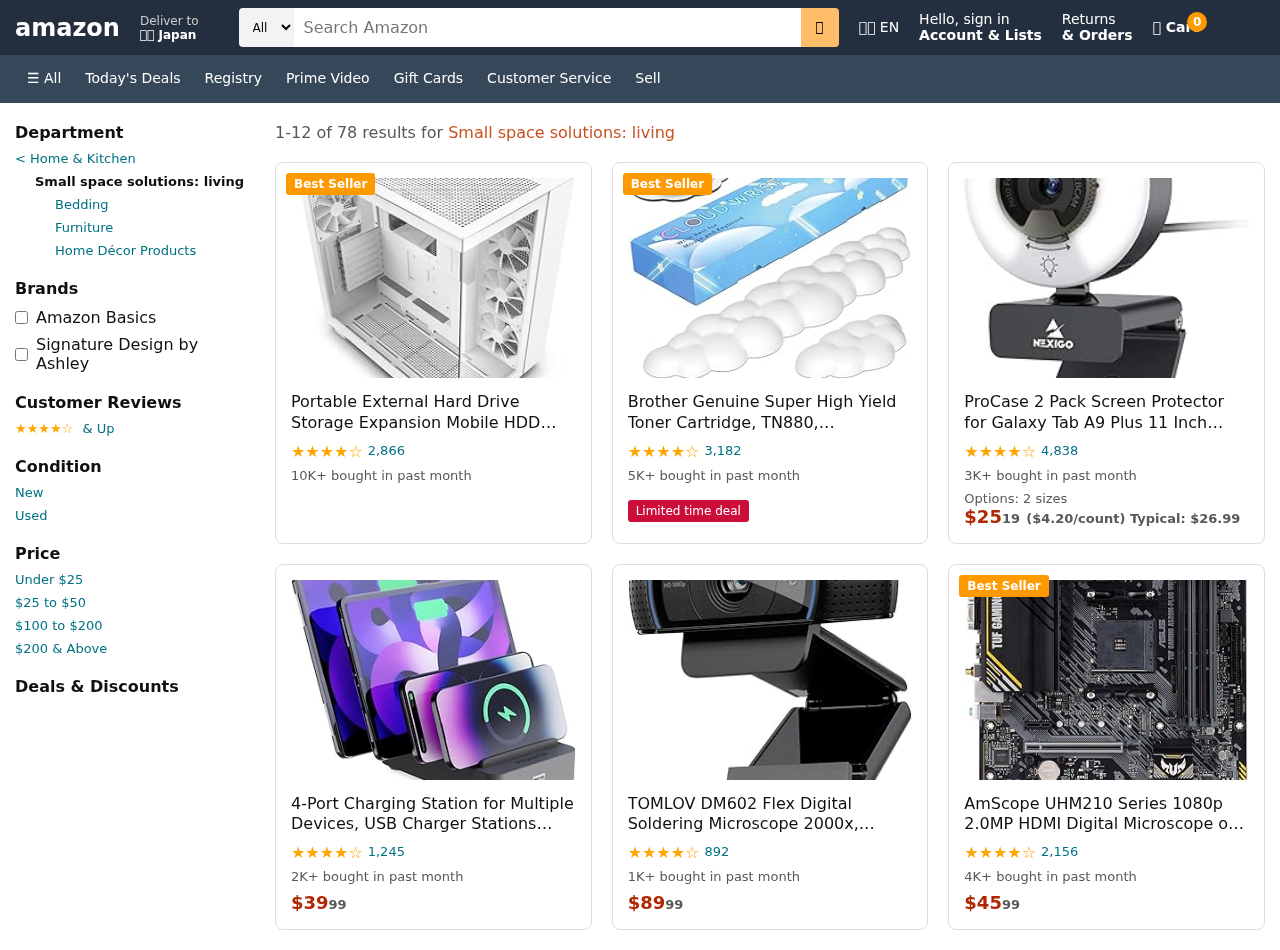 amazon
Deliver to
Japan
All
Search Amazon
EN
Hello, sign in
Account & Lists
Returns
& Orders
0
☰ All
Today's Deals
Registry
Prime Video
Gift Cards
Customer Service
Sell
Department
< Home & Kitchen
Small space solutions: living
Bedding
Furniture
Home Décor Products
Brands
Amazon Basics
Signature Design by
Ashley
Customer Reviews
★★★★☆ & Up
Condition
New
Used
Price
Under $25
$25 to $50
$100 to $200
$200 & Above
Deals & Discounts
1-12 of 78 results for Small space solutions: living
Best Seller
Portable External Hard Drive
Storage Expansion Mobile HDD…
★★★★☆ 2,866
10K+ bought in past month
Best Seller
CLOUD WRIST
Brother Genuine Super High Yield
Toner Cartridge, TN880,…
★★★★☆ 3,182
5K+ bought in past month
Limited time deal
NEXIGO
ProCase 2 Pack Screen Protector
for Galaxy Tab A9 Plus 11 Inch…
★★★★☆ 4,838
3K+ bought in past month
Options: 2 sizes
$25 19 ($4.20/count) Typical: $26.99
4-Port Charging Station for Multiple
Devices, USB Charger Stations…
★★★★☆ 1,245
2K+ bought in past month
$39 99
HD 1080p
TOMLOV DM602 Flex Digital
Soldering Microscope 2000x,…
★★★★☆ 892
1K+ bought in past month
$89 99
Best Seller
TUF GAMING
AmScope UHM210 Series 1080p
2.0MP HDMI Digital Microscope o…
★★★★☆ 2,156
4K+ bought in past month
$45 99